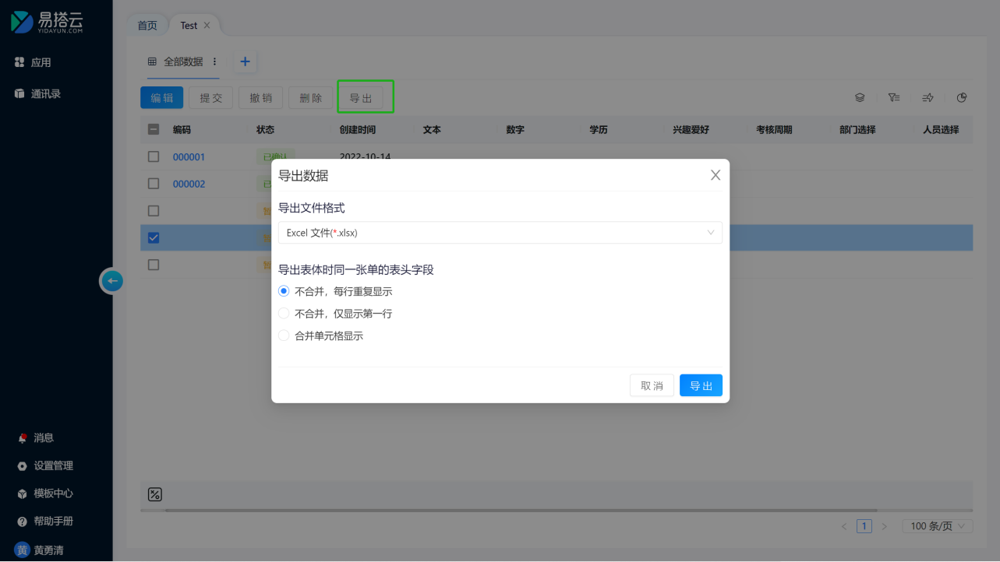 易搭云
YIDAYUN.COM
首页
Test
应用
全部数据
通讯录
编 辑 提 交 撤 销 删 除 导 出
编码 状态 创建时间 文本 数字 学历 兴趣爱好 考核周期 部门选择 人员选择
000001 已确认 2022-10-14
000002 已
暂
暂
暂
导出数据
导出文件格式
Excel 文件(*.xlsx)
导出表体时同一张单的表头字段
不合并，每行重复显示
不合并，仅显示第一行
合并单元格显示
取 消 导 出
消息
设置管理
模板中心
帮助手册
黄 黄勇清
1 100 条/页